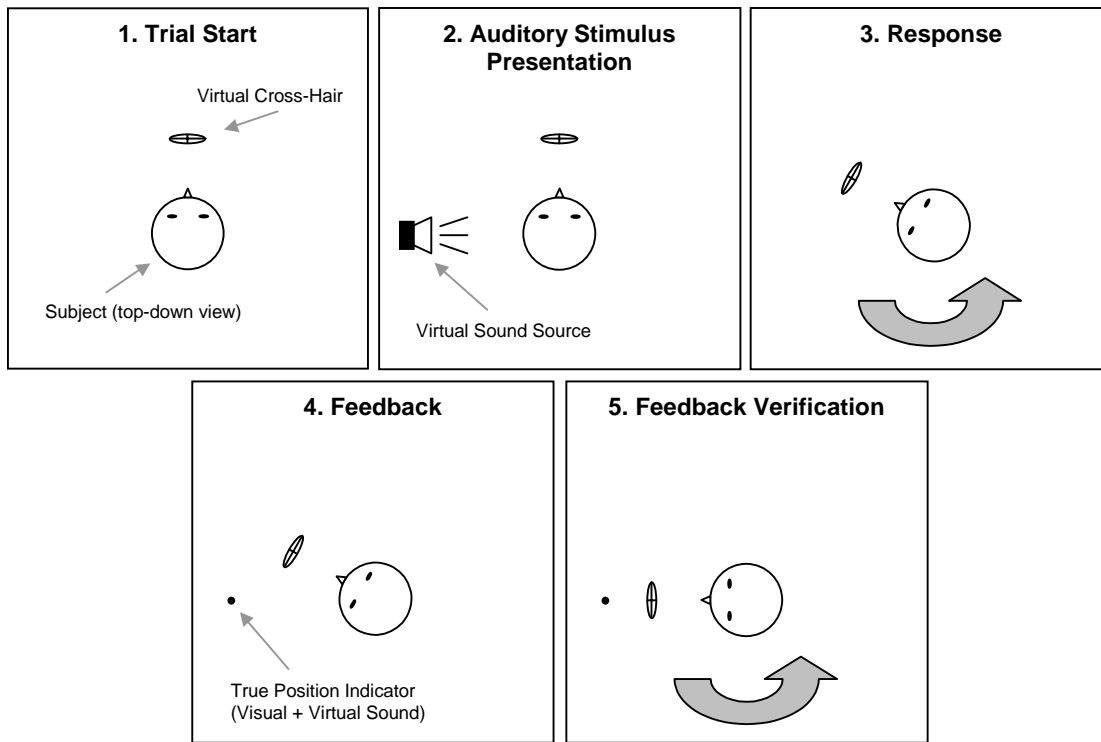 1. Trial Start
Virtual Cross-Hair
Subject (top-down view)
2. Auditory Stimulus
Presentation
Virtual Sound Source
3. Response
4. Feedback
True Position Indicator
(Visual + Virtual Sound)
5. Feedback Verification